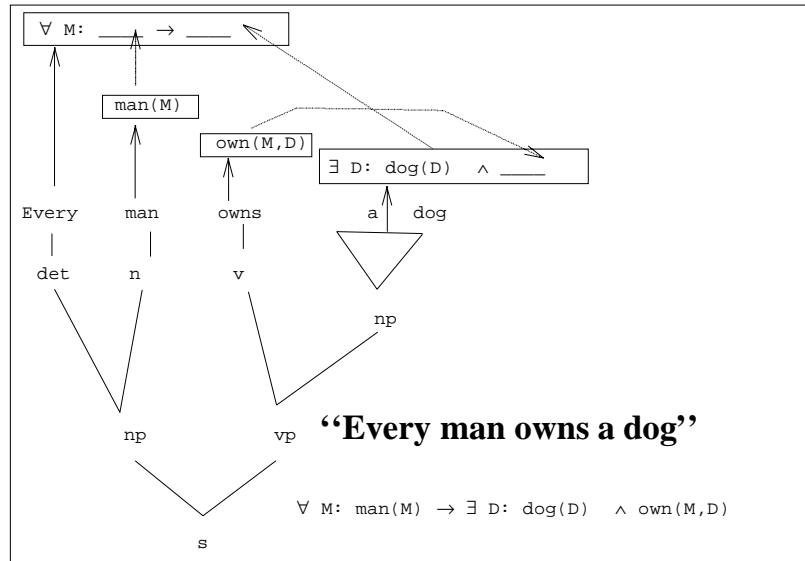 ∀ M: ____ → ____
man(M)
own(M,D)
∃ D: dog(D) ∧ ____
Every man owns a dog
det n v
np
np vp ‘‘Every man owns a dog’’
∀ M: man(M) → ∃ D: dog(D) ∧ own(M,D)
s